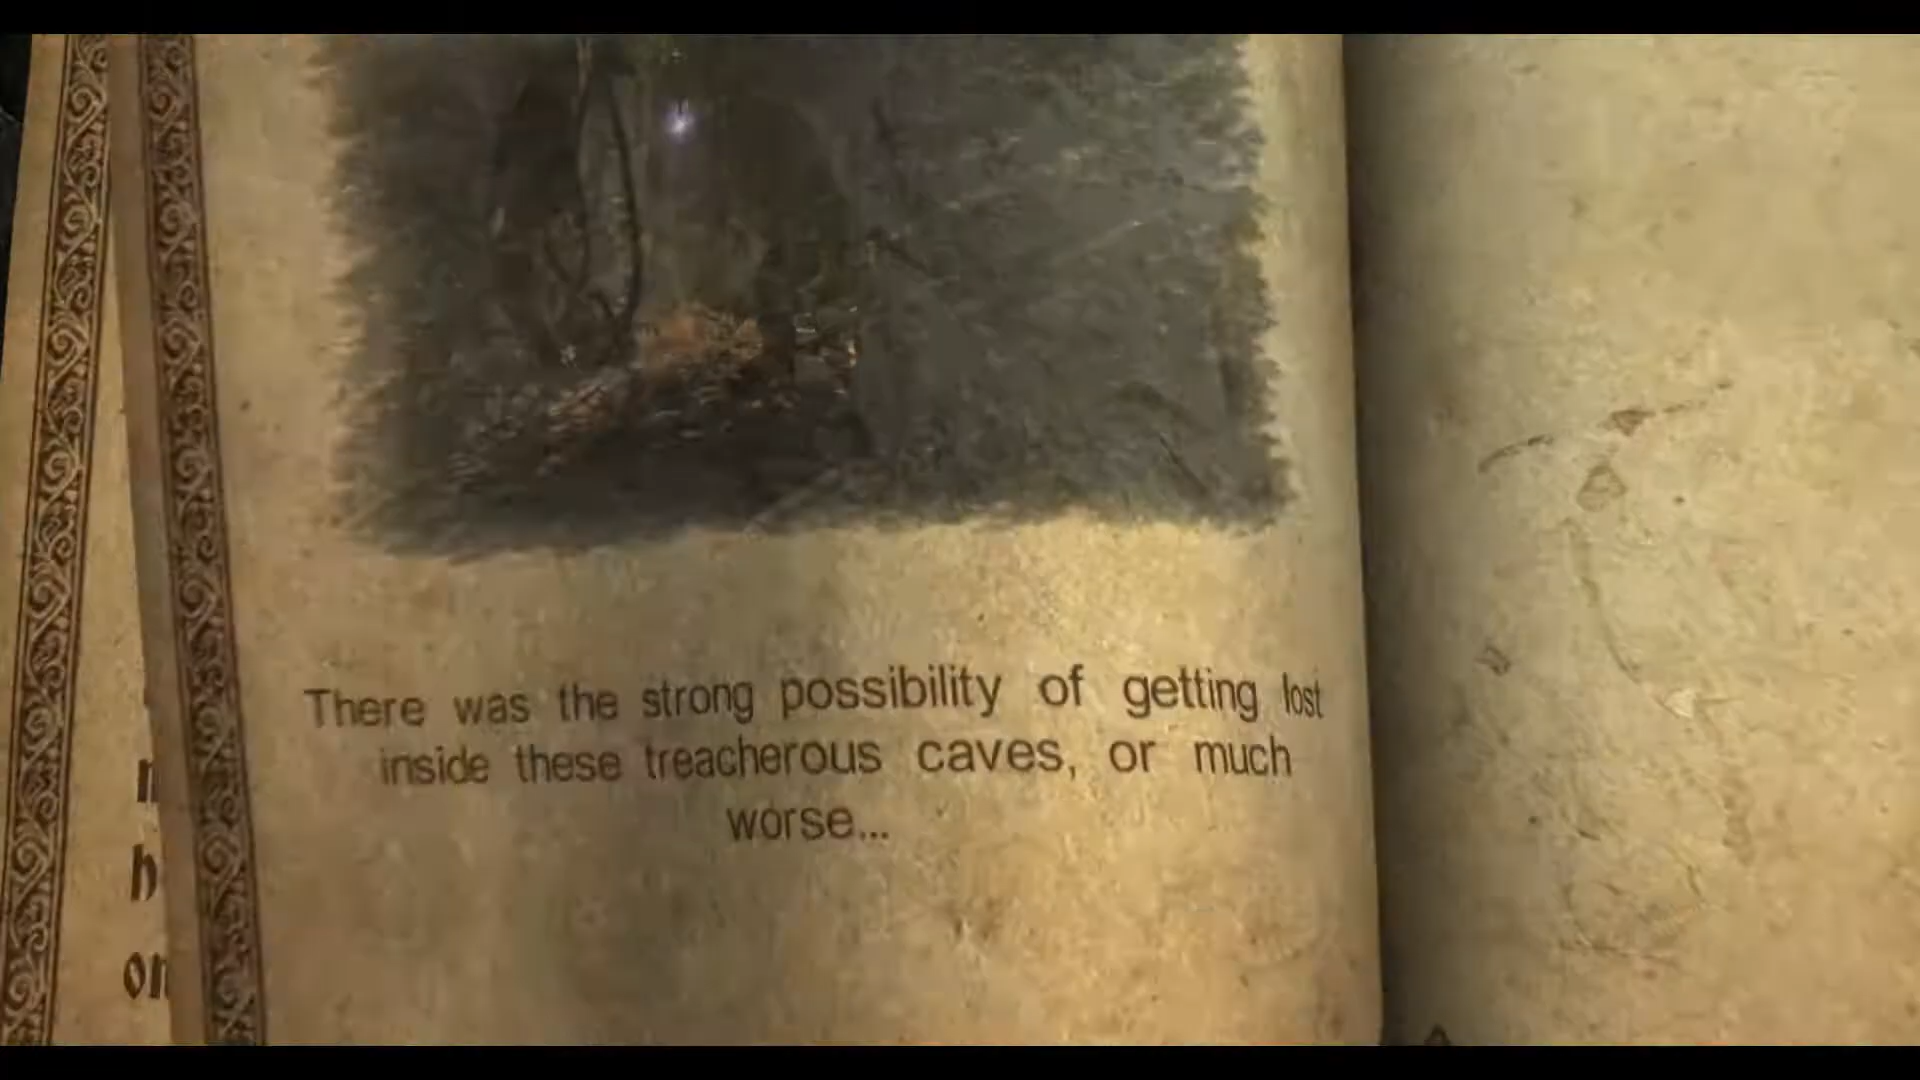 There was the strong possibility of getting lost
inside these treacherous caves, or much
worse...